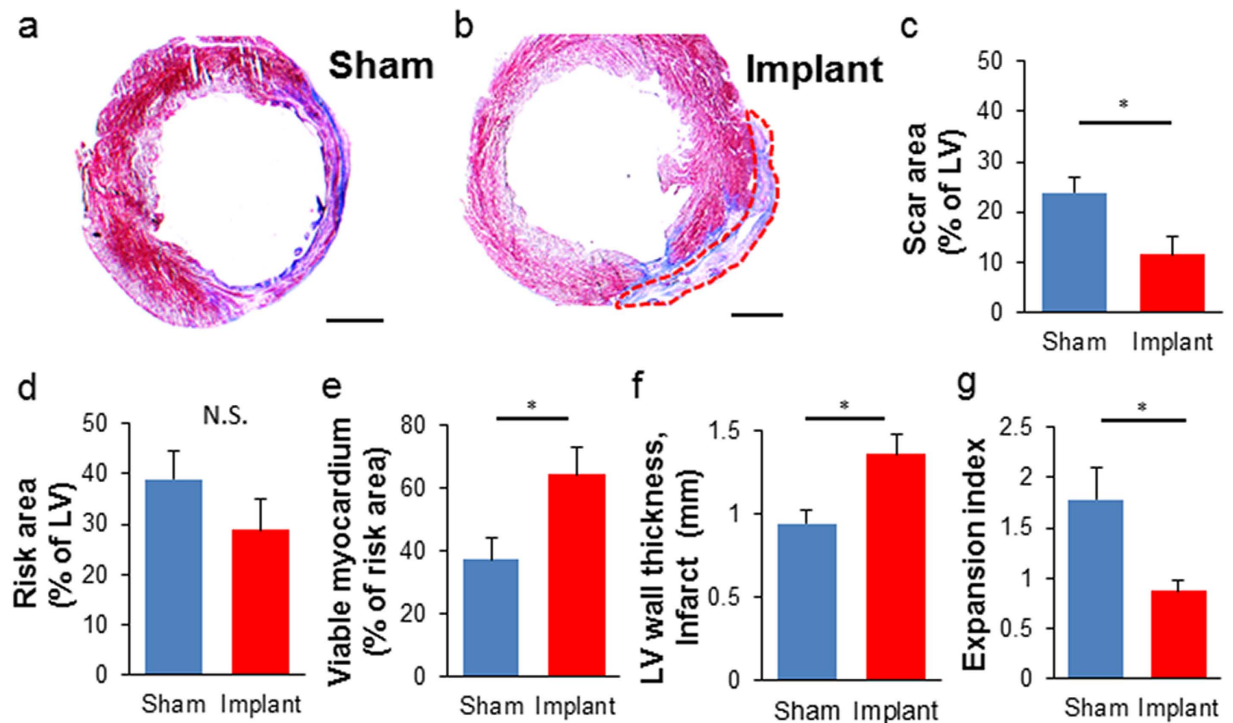 a
Sham
b
Implant
c
Scar area
(% of LV)
50
40
30
20
10
0
*
Sham Implant
d
Risk area
(% of LV)
50
40
30
20
10
0
N.S.
Sham Implant
e
Viable myocardium
(% of risk area)
80
60
40
20
0
*
Sham Implant
f
LV wall thickness,
Infarct (mm)
1.5
1
0.5
0
*
Sham Implant
g
Expansion index
2.5
2
1.5
1
0.5
0
*
Sham Implant